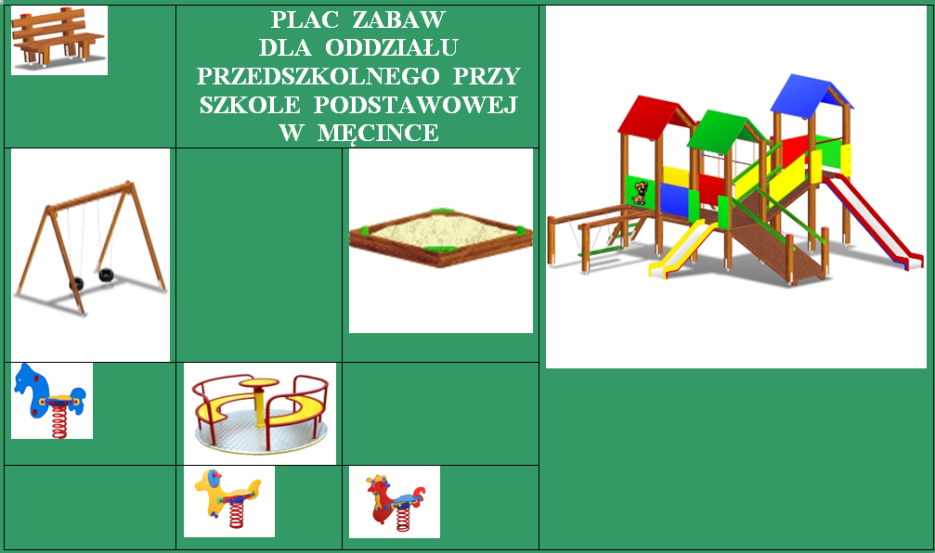 PLAC ZABAW
DLA ODDZIAŁU
PRZEDSZKOLNEGO PRZY
SZKOLE PODSTAWOWEJ
W MĘCINCE